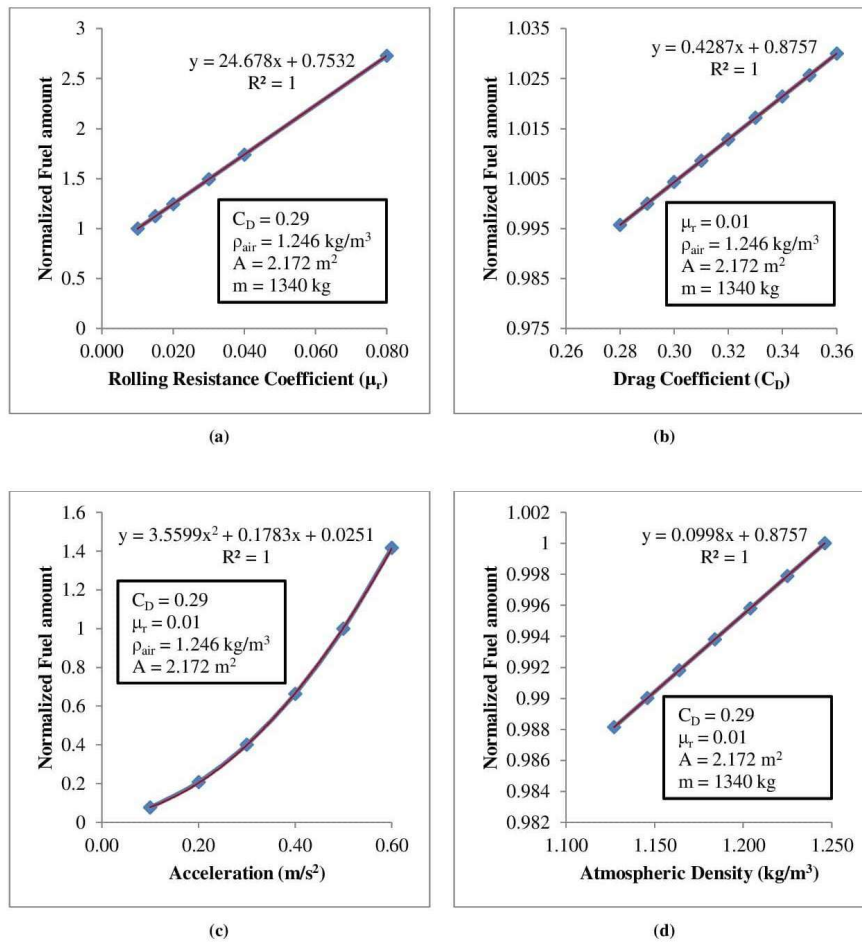 Normalized Fuel amount
3
2.5
2
1.5
1
0.5
0
y = 24.678x + 0.7532
R² = 1
C_D = 0.29
ρ_air = 1.246 kg/m³
A = 2.172 m²
m = 1340 kg
0.000 0.020 0.040 0.060 0.080
Rolling Resistance Coefficient (μ_r)
(a)
Normalized Fuel amount
1.035
1.025
1.015
1.005
0.995
0.985
0.975
y = 0.4287x + 0.8757
R² = 1
μ_r = 0.01
ρ_air = 1.246 kg/m³
A = 2.172 m²
m = 1340 kg
0.26 0.28 0.30 0.32 0.34 0.36
Drag Coefficient (C_D)
(b)
Normalized Fuel amount
1.6
1.4
1.2
1
0.8
0.6
0.4
0.2
0
y = 3.5599x² + 0.1783x + 0.0251
R² = 1
C_D = 0.29
μ_r = 0.01
ρ_air = 1.246 kg/m³
A = 2.172 m²
0.00 0.20 0.40 0.60
Acceleration (m/s²)
(c)
Normalized Fuel amount
1.002
1
0.998
0.996
0.994
0.992
0.99
0.988
0.986
0.984
0.982
y = 0.0998x + 0.8757
R² = 1
C_D = 0.29
μ_r = 0.01
A = 2.172 m²
m = 1340 kg
1.100 1.150 1.200 1.250
Atmospheric Density (kg/m³)
(d)